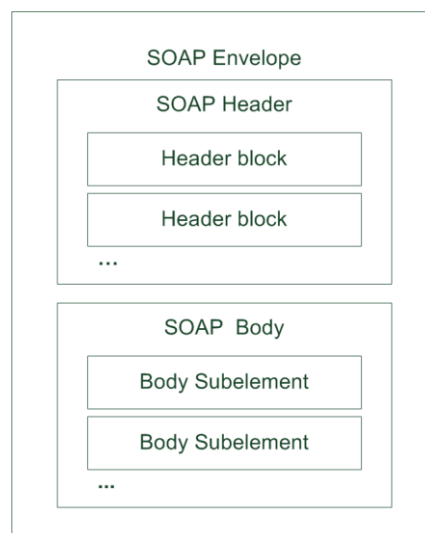 SOAP Envelope
SOAP Header
Header block
Header block
...
SOAP Body
Body Subelement
Body Subelement
...